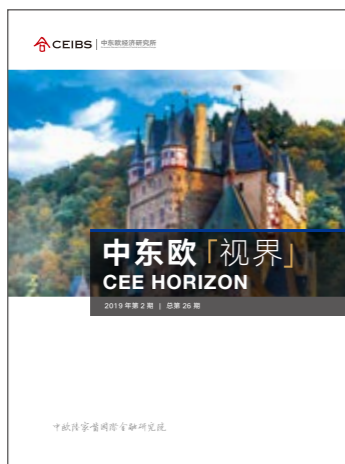 CEIBS | 中东欧经济研究所
中东欧「视界」
CEE HORIZON
2019 年第 2 期 | 总第 26 期
中欧陆家嘴国际金融研究院